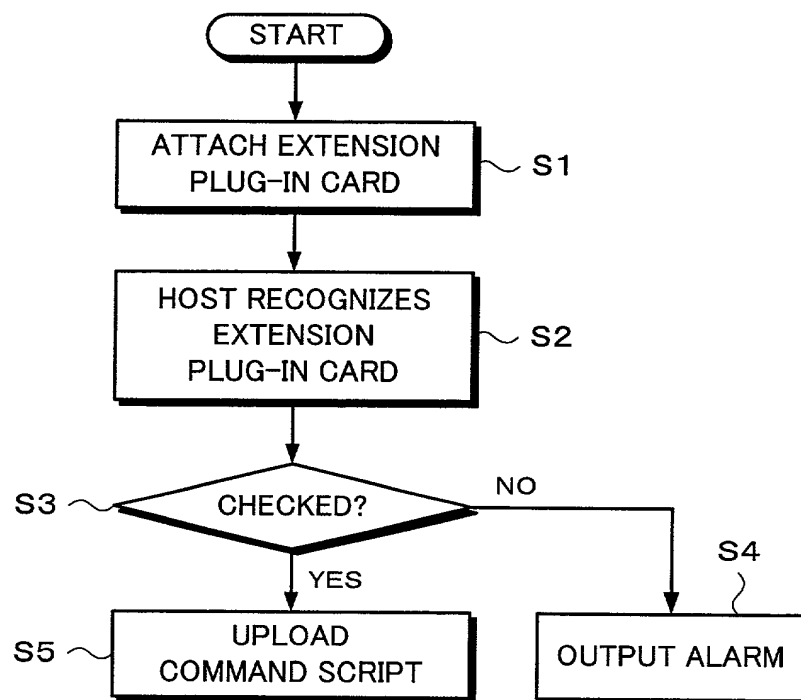 START
ATTACH EXTENSION
PLUG-IN CARD
S1
HOST RECOGNIZES
EXTENSION
PLUG-IN CARD
S2
S3
CHECKED?
NO
YES
S4
S5
UPLOAD
COMMAND SCRIPT
OUTPUT ALARM